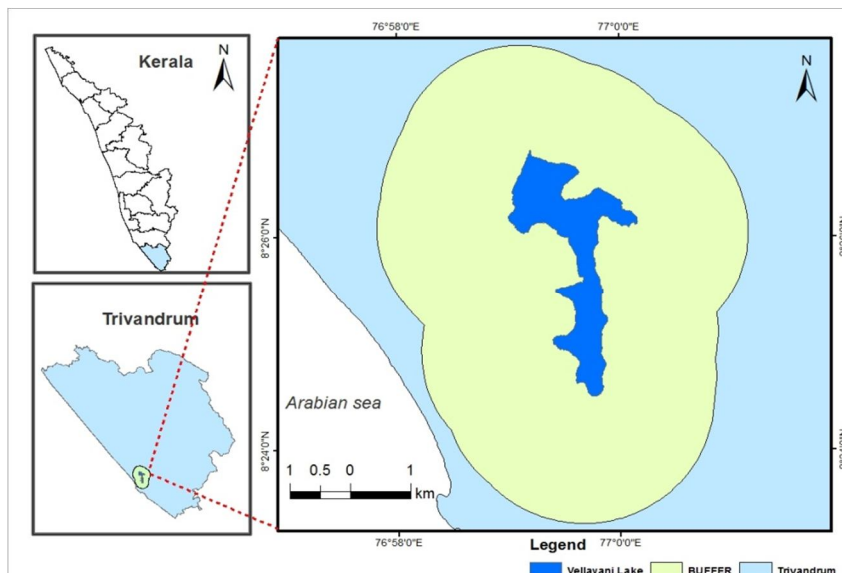 Kerala
N
Trivandrum
76°58'0"E
77°0'0"E
N
8°26'0"N
8°24'0"N
Arabian sea
1 0.5 0 1
km
76°58'0"E
77°0'0"E
Legend
Vellayani Lake
BUFFER
Trivandrum